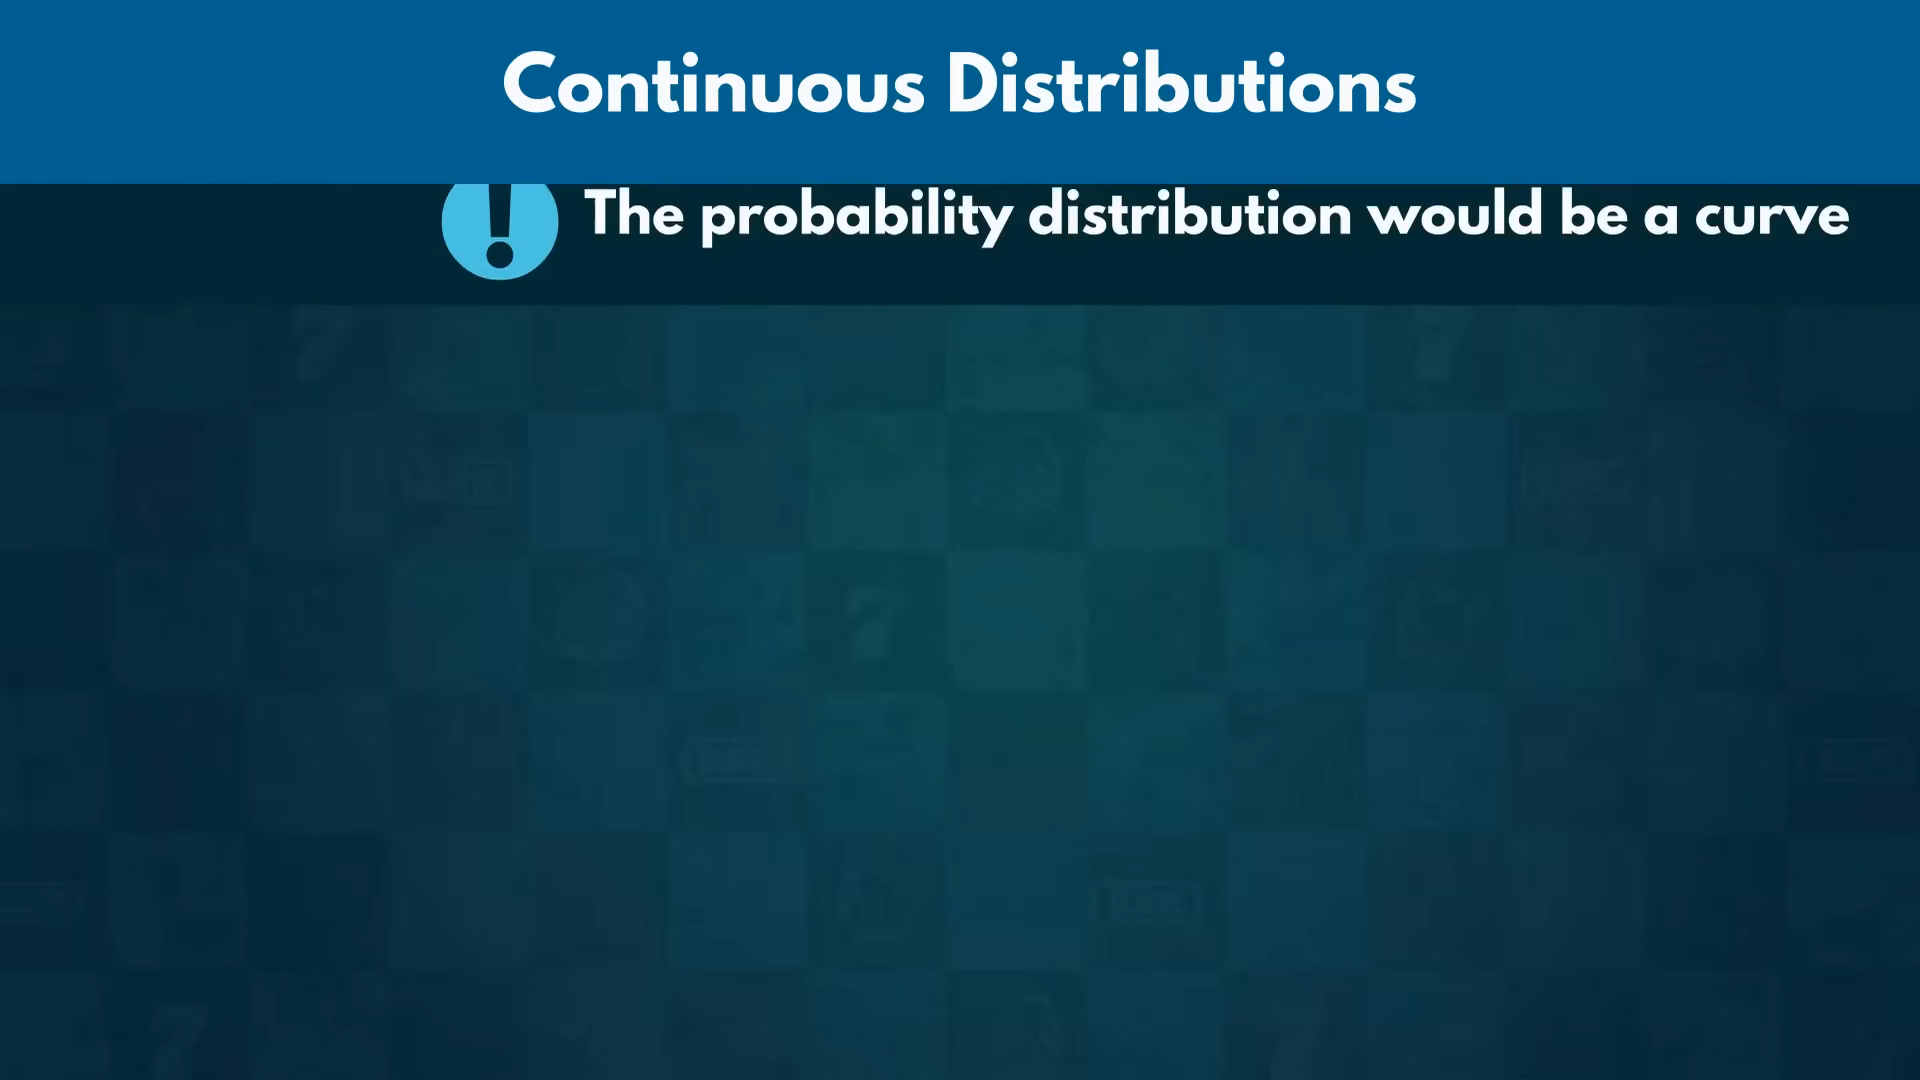 Continuous Distributions
! The probability distribution would be a curve